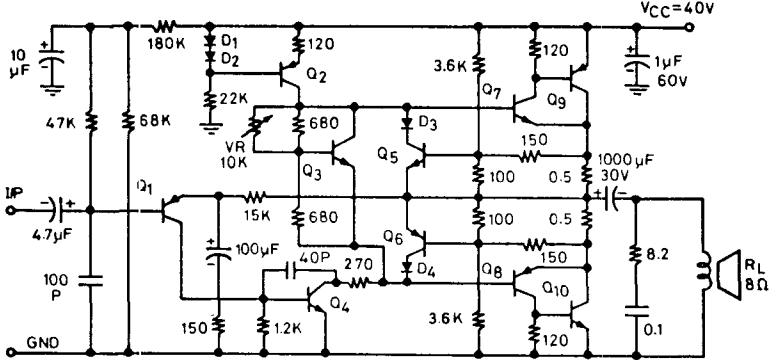 VCC=40V
10
µF
180K
D1
D2
120
Q2
3.6K
Q7
120
Q9
1µF
60V
22K
47K
68K
VR
10K
680
D3
Q3
Q5
150
1000µF
30V
100
0.5
I/P
4.7µF
Q1
15K
680
Q6
100
0.5
100
P
100µF
40P
270
D4
Q8
150
8.2
RL
8Ω
Q4
Q10
150
1.2K
3.6K
120
0.1
GND